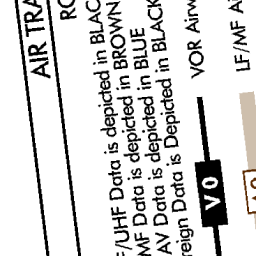 AIR TRA
RO
F/UHF Data is depicted in BLAC
MF Data is depicted in BROWN
AV Data is depicted in BLUE
reign Data is Depicted in BLACK
VOR Airw
LF/MF Ai
V0